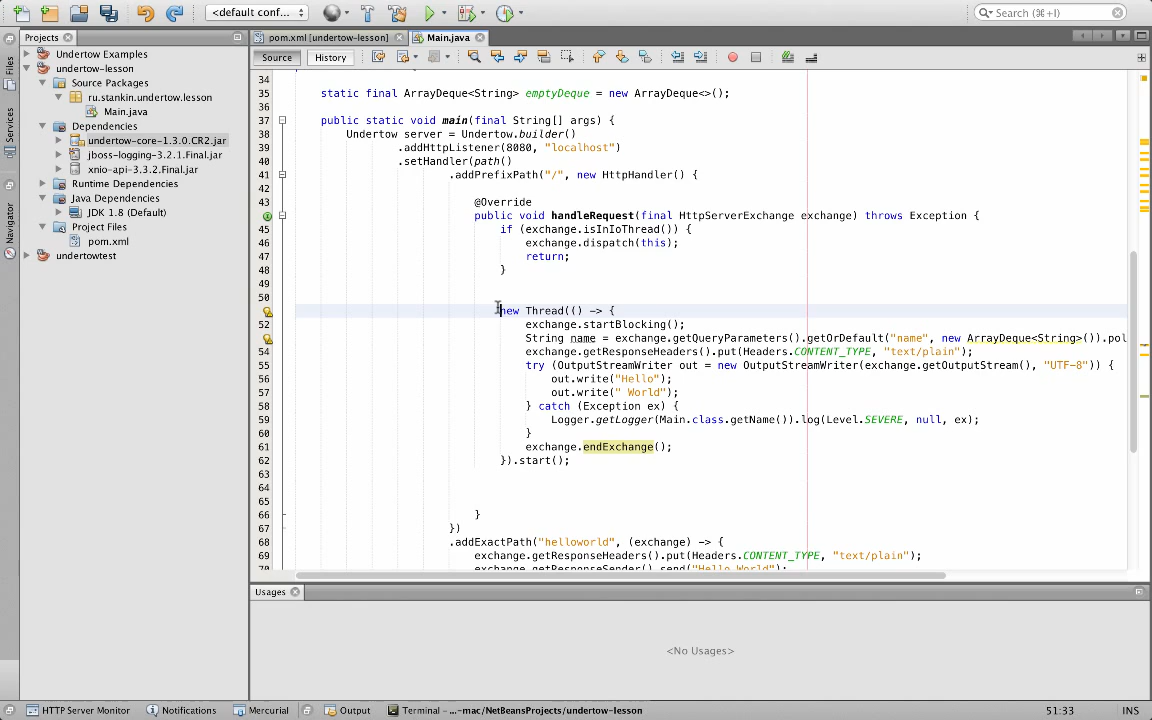 <default conf...
Search (⌘+I)
Projects
pom.xml [undertow-lesson]
Main.java
Files
Services
Navigator
Undertow Examples
undertow-lesson
Source Packages
ru.stankin.undertow.lesson
Main.java
Dependencies
undertow-core-1.3.0.CR2.jar
jboss-logging-3.2.1.Final.jar
xnio-api-3.3.2.Final.jar
Runtime Dependencies
Java Dependencies
JDK 1.8 (Default)
Project Files
pom.xml
undertowtest
Source
History
34
35 static final ArrayDeque<String> emptyDeque = new ArrayDeque<>();
36
37 public static void main(final String[] args) {
38 Undertow server = Undertow.builder()
39 .addHttpListener(8080, "localhost")
40 .setHandler(path()
41 .addPrefixPath("/", new HttpHandler() {
42
43 @Override
public void handleRequest(final HttpServerExchange exchange) throws Exception {
45 if (exchange.isInIoThread()) {
46 exchange.dispatch(this);
47 return;
48 }
49
50
new Thread(() -> {
52 exchange.startBlocking();
String name = exchange.getQueryParameters().getOrDefault("name", new ArrayDeque<String>()).pol
54 exchange.getResponseHeaders().put(Headers.CONTENT_TYPE, "text/plain");
55 try (OutputStreamWriter out = new OutputStreamWriter(exchange.getOutputStream(), "UTF-8")) {
56 out.write("Hello");
57 out.write(" World");
58 } catch (Exception ex) {
59 Logger.getLogger(Main.class.getName()).log(Level.SEVERE, null, ex);
60 }
61 exchange.endExchange();
62 }).start();
63
64
65
66 }
67 })
68 .addExactPath("helloworld", (exchange) -> {
69 exchange.getResponseHeaders().put(Headers.CONTENT_TYPE, "text/plain");
70 exchange.getResponseSender().send("Hello World");
Usages
<No Usages>
HTTP Server Monitor
Notifications
Mercurial
Output
Terminal - ...-mac/NetBeansProjects/undertow-lesson
51:33
INS